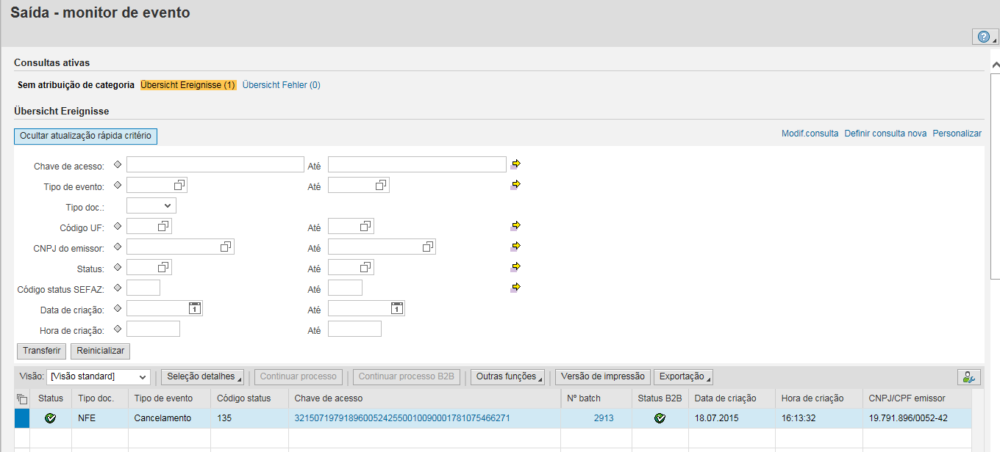 Saída - monitor de evento
?
Consultas ativas
Sem atribuição de categoria Übersicht Ereignisse (1) Übersicht Fehler (0)
Übersicht Ereignisse
Ocultar atualização rápida critério Modif.consulta Definir consulta nova Personalizar
Chave de acesso: Até
Tipo de evento: Até
Tipo doc.:
Código UF: Até
CNPJ do emissor: Até
Status: Até
Código status SEFAZ: Até
Data de criação: 1 Até 1
Hora de criação: Até
Transferir Reinicializar
Visão: [Visão standard] Seleção detalhes Continuar processo Continuar processo B2B Outras funções Versão de impressão Exportação
Status Tipo doc. Tipo de evento Código status Chave de acesso Nº batch Status B2B Data de criação Hora de criação CNPJ/CPF emissor
NFE Cancelamento 135 32150719791896005242550010090001781075466271 2913 18.07.2015 16:13:32 19.791.896/0052-42